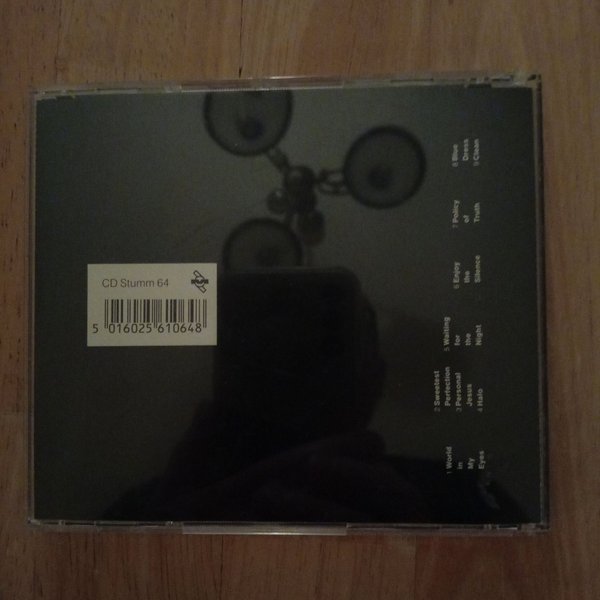 CD Stumm 64
5 016025 610648
1 World
in
My
Eyes
2 Sweetest
Perfection
3 Personal
Jesus
4 Halo
5 Waiting
for
the
Night
6 Enjoy
the
Silence
7 Policy
of
Truth
8 Blue
Dress
9 Clean